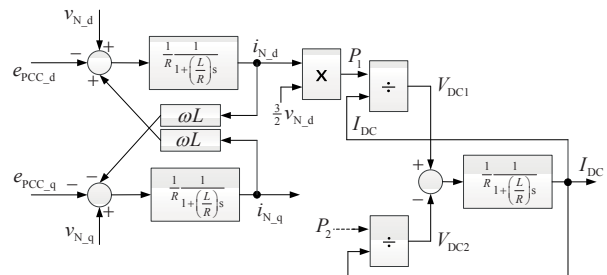 v_N_d
e_PCC_d
− + +
1/R 1/(1+(L/R)s)
i_N_d
x
3/2 v_N_d
P_1
÷
I_DC
V_DC1
ωL
ωL
e_PCC_q
− − +
1/R 1/(1+(L/R)s)
i_N_q
v_N_q
+ −
1/R 1/(1+(L/R)s)
I_DC
P_2
÷
V_DC2